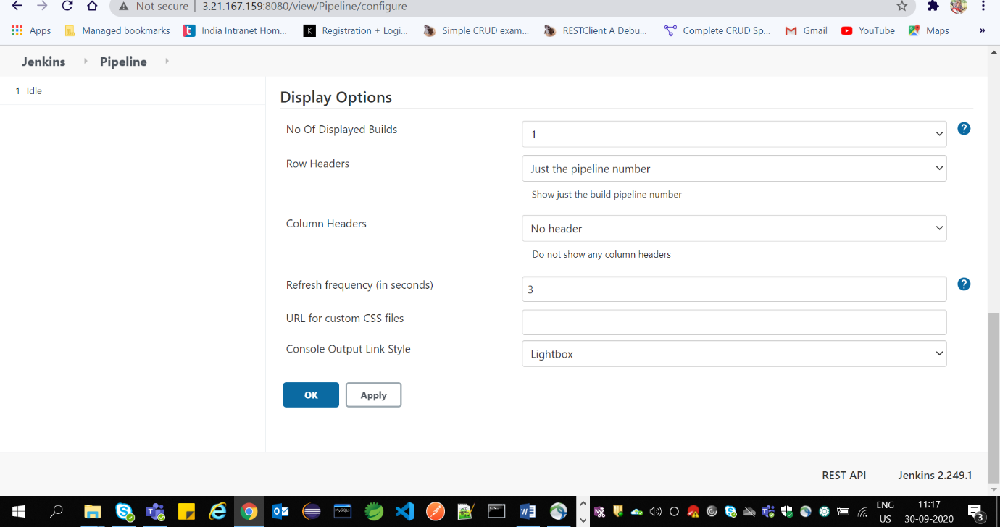 Not secure | 3.21.167.159:8080/view/Pipeline/configure
Apps Managed bookmarks India Intranet Hom... K Registration + Logi... Simple CRUD exam... RESTClient A Debu... Complete CRUD Sp... Gmail YouTube Maps »
Jenkins Pipeline
1 Idle
Display Options
No Of Displayed Builds 1 ?
Row Headers Just the pipeline number
Show just the build pipeline number
Column Headers No header
Do not show any column headers
Refresh frequency (in seconds) 3 ?
URL for custom CSS files
Console Output Link Style Lightbox
OK Apply
REST API Jenkins 2.249.1
ENG 11:17
US 30-09-2020 3